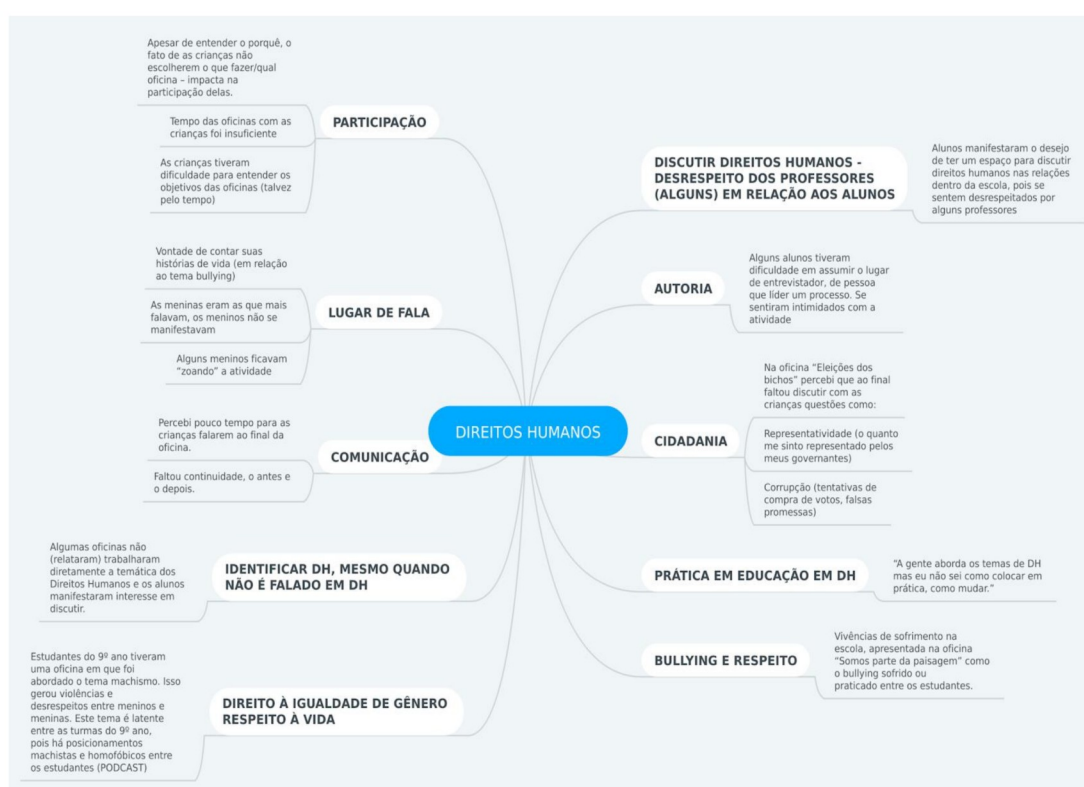 Apesar de entender o porquê, o
fato de as crianças não
escolherem o que fazer/qual
oficina – impacta na
participação delas.
Tempo das oficinas com as
crianças foi insuficiente
As crianças tiveram
dificuldade para entender os
objetivos das oficinas (talvez
pelo tempo)
PARTICIPAÇÃO
Vontade de contar suas
histórias de vida (em relação
ao tema bullying)
As meninas eram as que mais
falavam, os meninos não se
manifestavam
Alguns meninos ficavam
"zoando" a atividade
LUGAR DE FALA
Percebi pouco tempo para as
crianças falarem ao final da
oficina.
Faltou continuidade, o antes e
o depois.
COMUNICAÇÃO
Algumas oficinas não
(relataram) trabalharam
diretamente a temática dos
Direitos Humanos e os alunos
manifestaram interesse em
discutir.
IDENTIFICAR DH, MESMO QUANDO
NÃO É FALADO EM DH
Estudantes do 9º ano tiveram
uma oficina em que foi
abordado o tema machismo. Isso
gerou violências e
desrespeitos entre meninos e
meninas. Este tema é latente
entre as turmas do 9º ano,
pois há posicionamentos
machistas e homofóbicos entre
os estudantes (PODCAST)
DIREITO À IGUALDADE DE GÊNERO
RESPEITO À VIDA
DIREITOS HUMANOS
DISCUTIR DIREITOS HUMANOS -
DESRESPEITO DOS PROFESSORES
(ALGUNS) EM RELAÇÃO AOS ALUNOS
Alunos manifestaram o desejo
de ter um espaço para discutir
direitos humanos nas relações
dentro da escola, pois se
sentem desrespeitados por
alguns professores
AUTORIA
Alguns alunos tiveram
dificuldade em assumir o lugar
de entrevistador, de pessoa
que líder um processo. Se
sentiram intimidados com a
atividade
CIDADANIA
Na oficina "Eleições dos
bichos" percebi que ao final
faltou discutir com as
crianças questões como:
Representatividade (o quanto
me sinto representado pelos
meus governantes)
Corrupção (tentativas de
compra de votos, falsas
promessas)
PRÁTICA EM EDUCAÇÃO EM DH
"A gente aborda os temas de DH
mas eu não sei como colocar em
prática, como mudar."
BULLYING E RESPEITO
Vivências de sofrimento na
escola, apresentada na oficina
"Somos parte da paisagem" como
o bullying sofrido ou
praticado entre os estudantes.